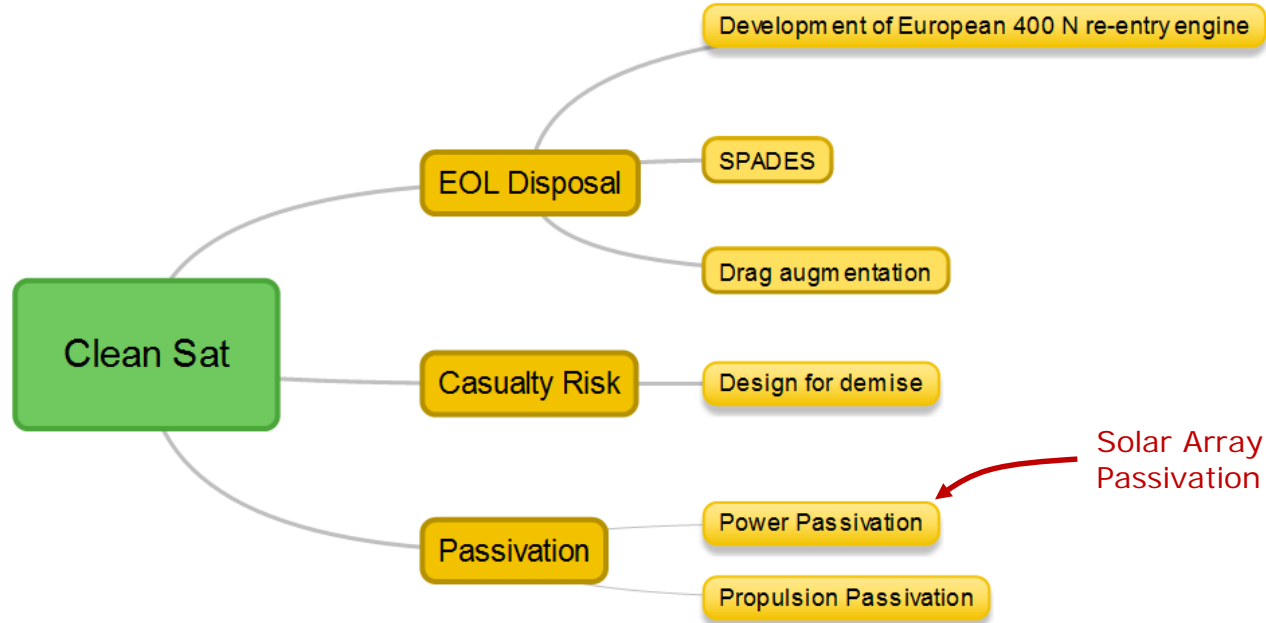 Development of European 400 N re-entry engine
EOL Disposal
SPADES
Drag augmentation
Clean Sat
Casualty Risk
Design for demise
Solar Array
Passivation
Passivation
Power Passivation
Propulsion Passivation